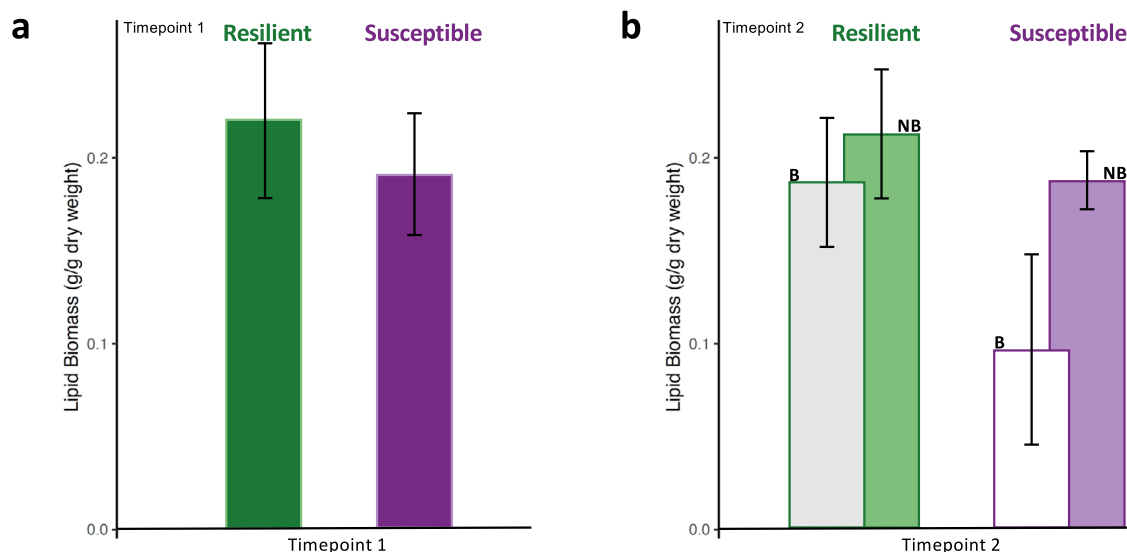 a
Timepoint 1
Resilient
Susceptible
Lipid Biomass (g/g dry weight)
0.2
0.1
0.0
Timepoint 1
b
Timepoint 2
Resilient
Susceptible
Lipid Biomass (g/g dry weight)
0.2
0.1
0.0
B
NB
B
NB
Timepoint 2